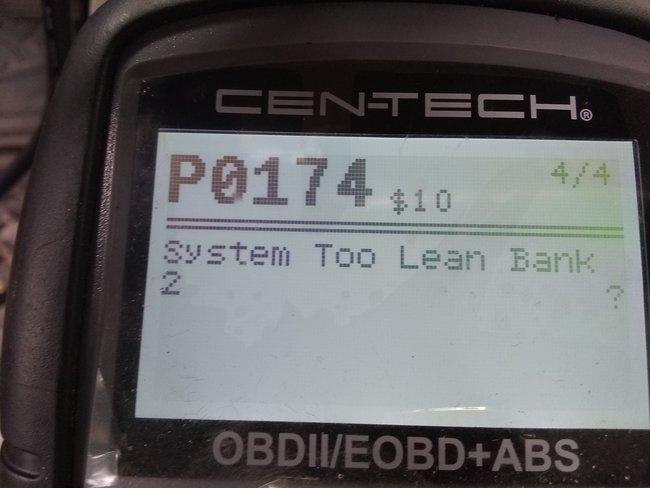 CEN-TECH®
P0174 $10 4/4
System Too Lean Bank
2 ?
OBDII/EOBD+ABS